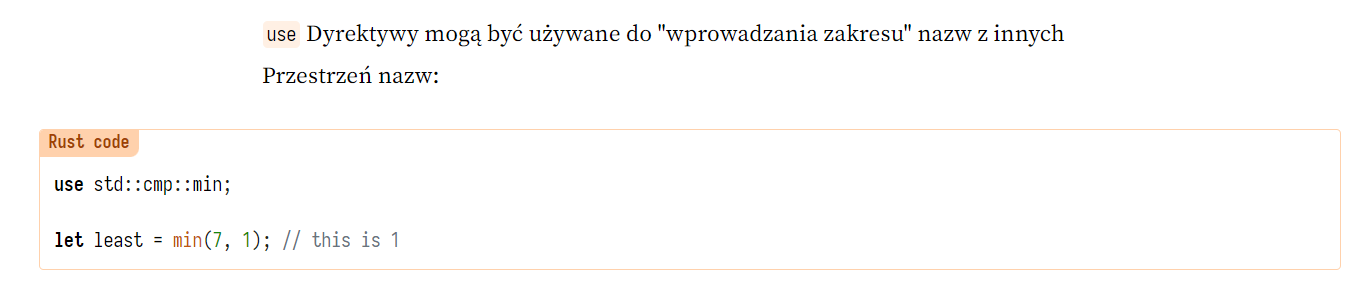 use Dyrektywy mogą być używane do "wprowadzania zakresu" nazw z innych
Przestrzeń nazw:
Rust code
use std::cmp::min;
let least = min(7, 1); // this is 1